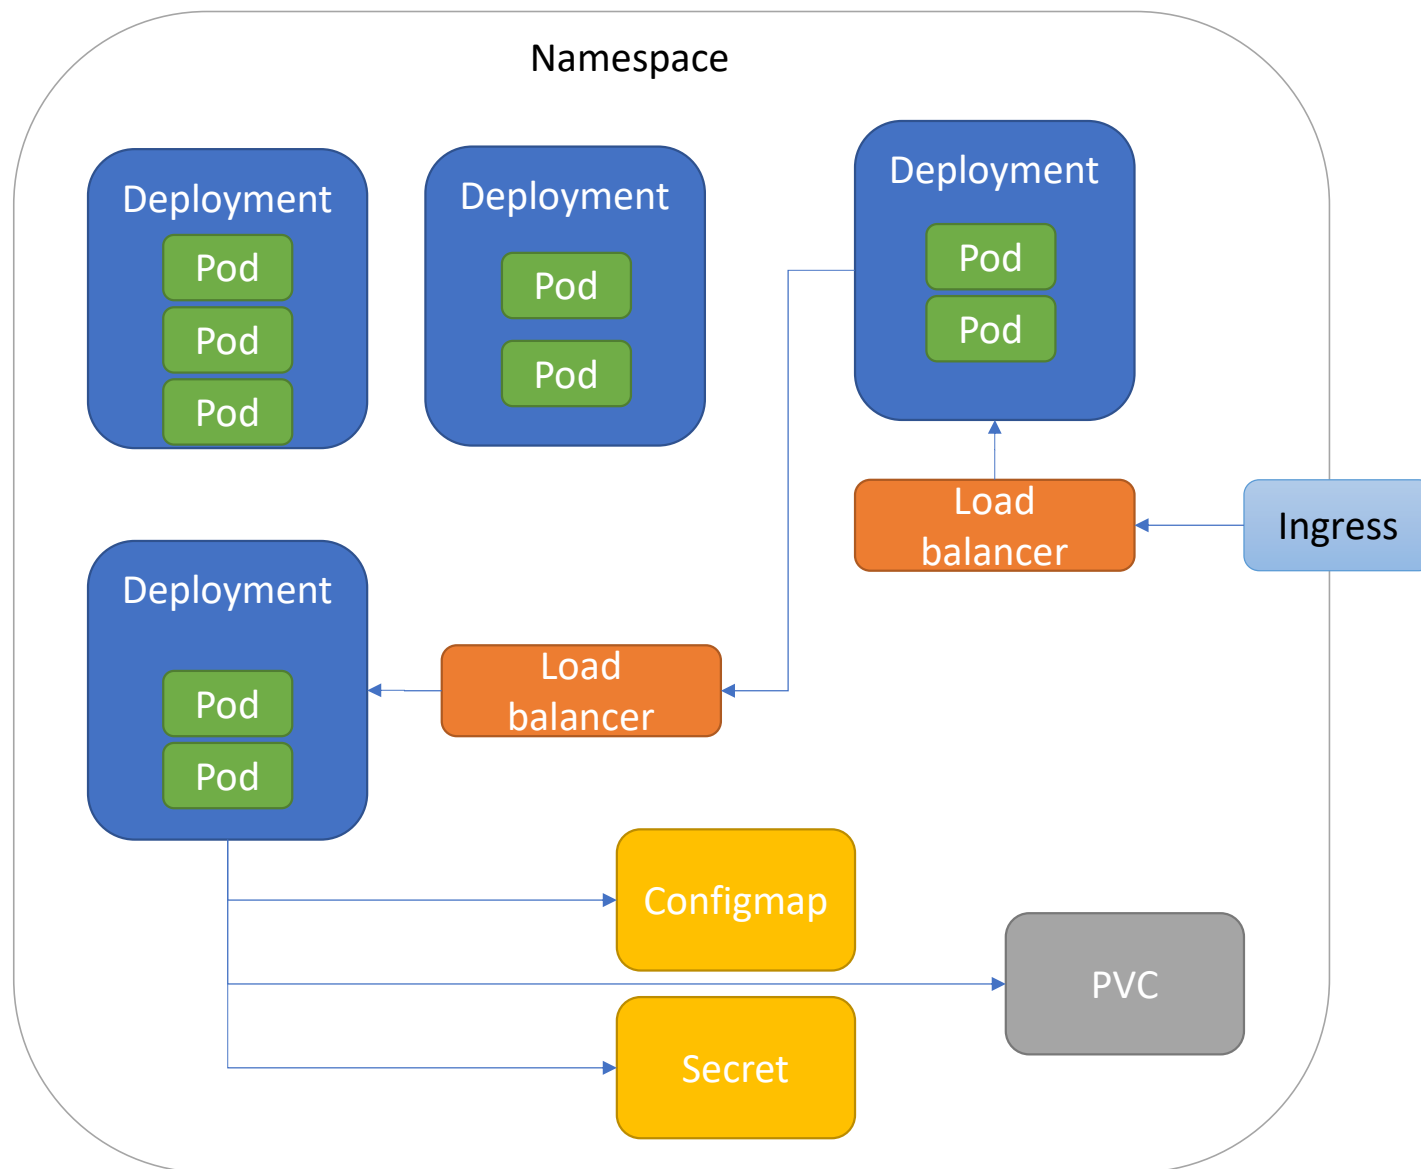 Namespace
Deployment
Pod
Pod
Pod
Deployment
Pod
Pod
Deployment
Pod
Pod
Load
balancer
Ingress
Deployment
Pod
Pod
Load
balancer
Configmap
PVC
Secret